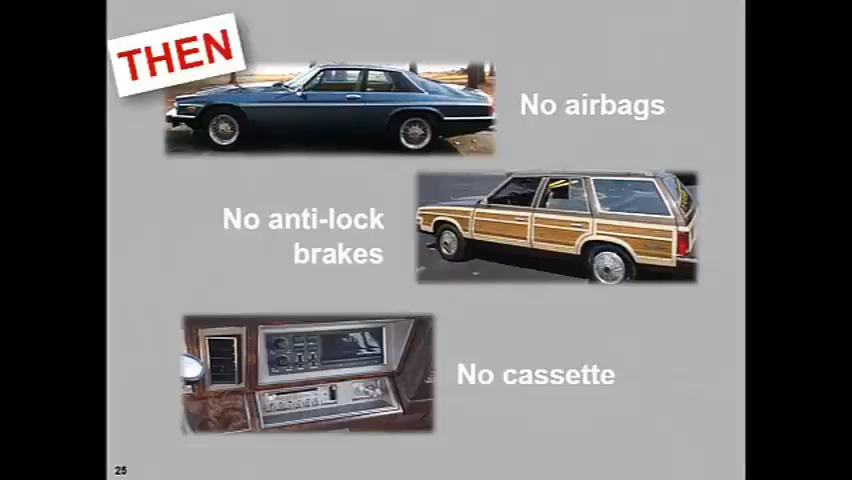 THEN
No airbags
No anti-lock
brakes
No cassette
25